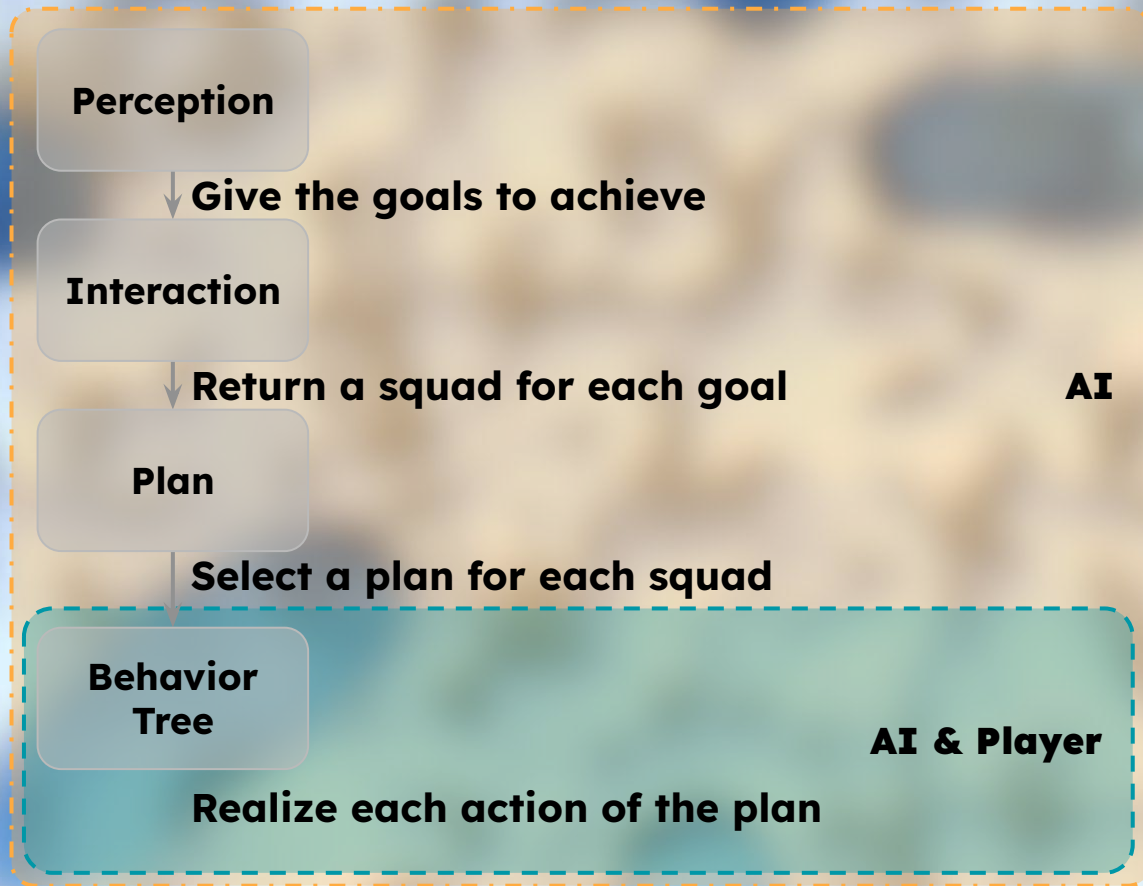 Perception
Give the goals to achieve
Interaction
Return a squad for each goal
AI
Plan
Select a plan for each squad
Behavior
Tree
AI & Player
Realize each action of the plan